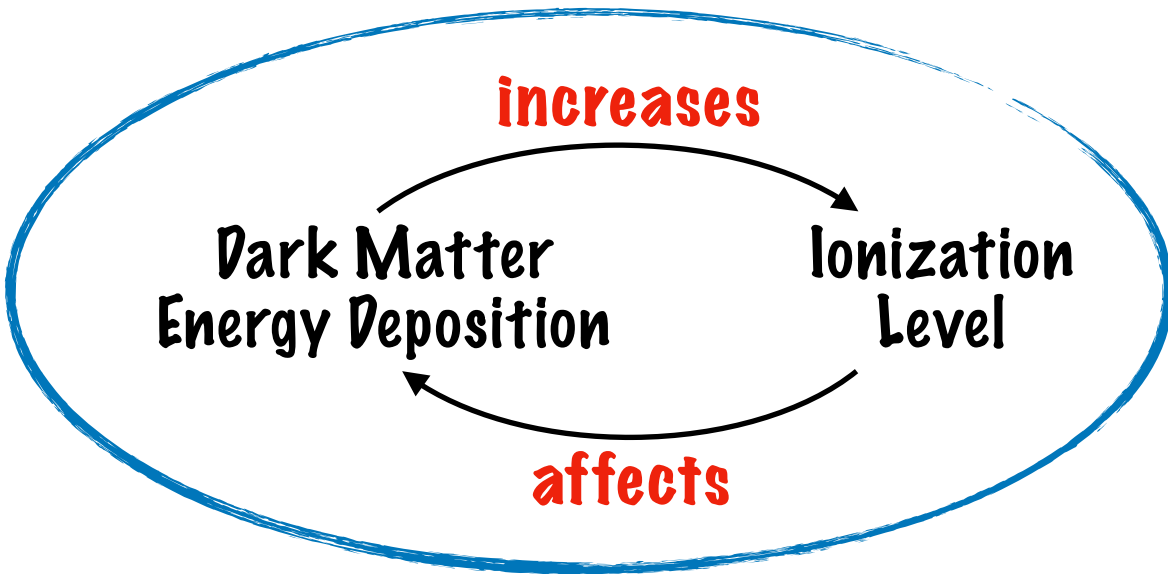 increases
Dark Matter
Energy Deposition
Ionization
Level
affects